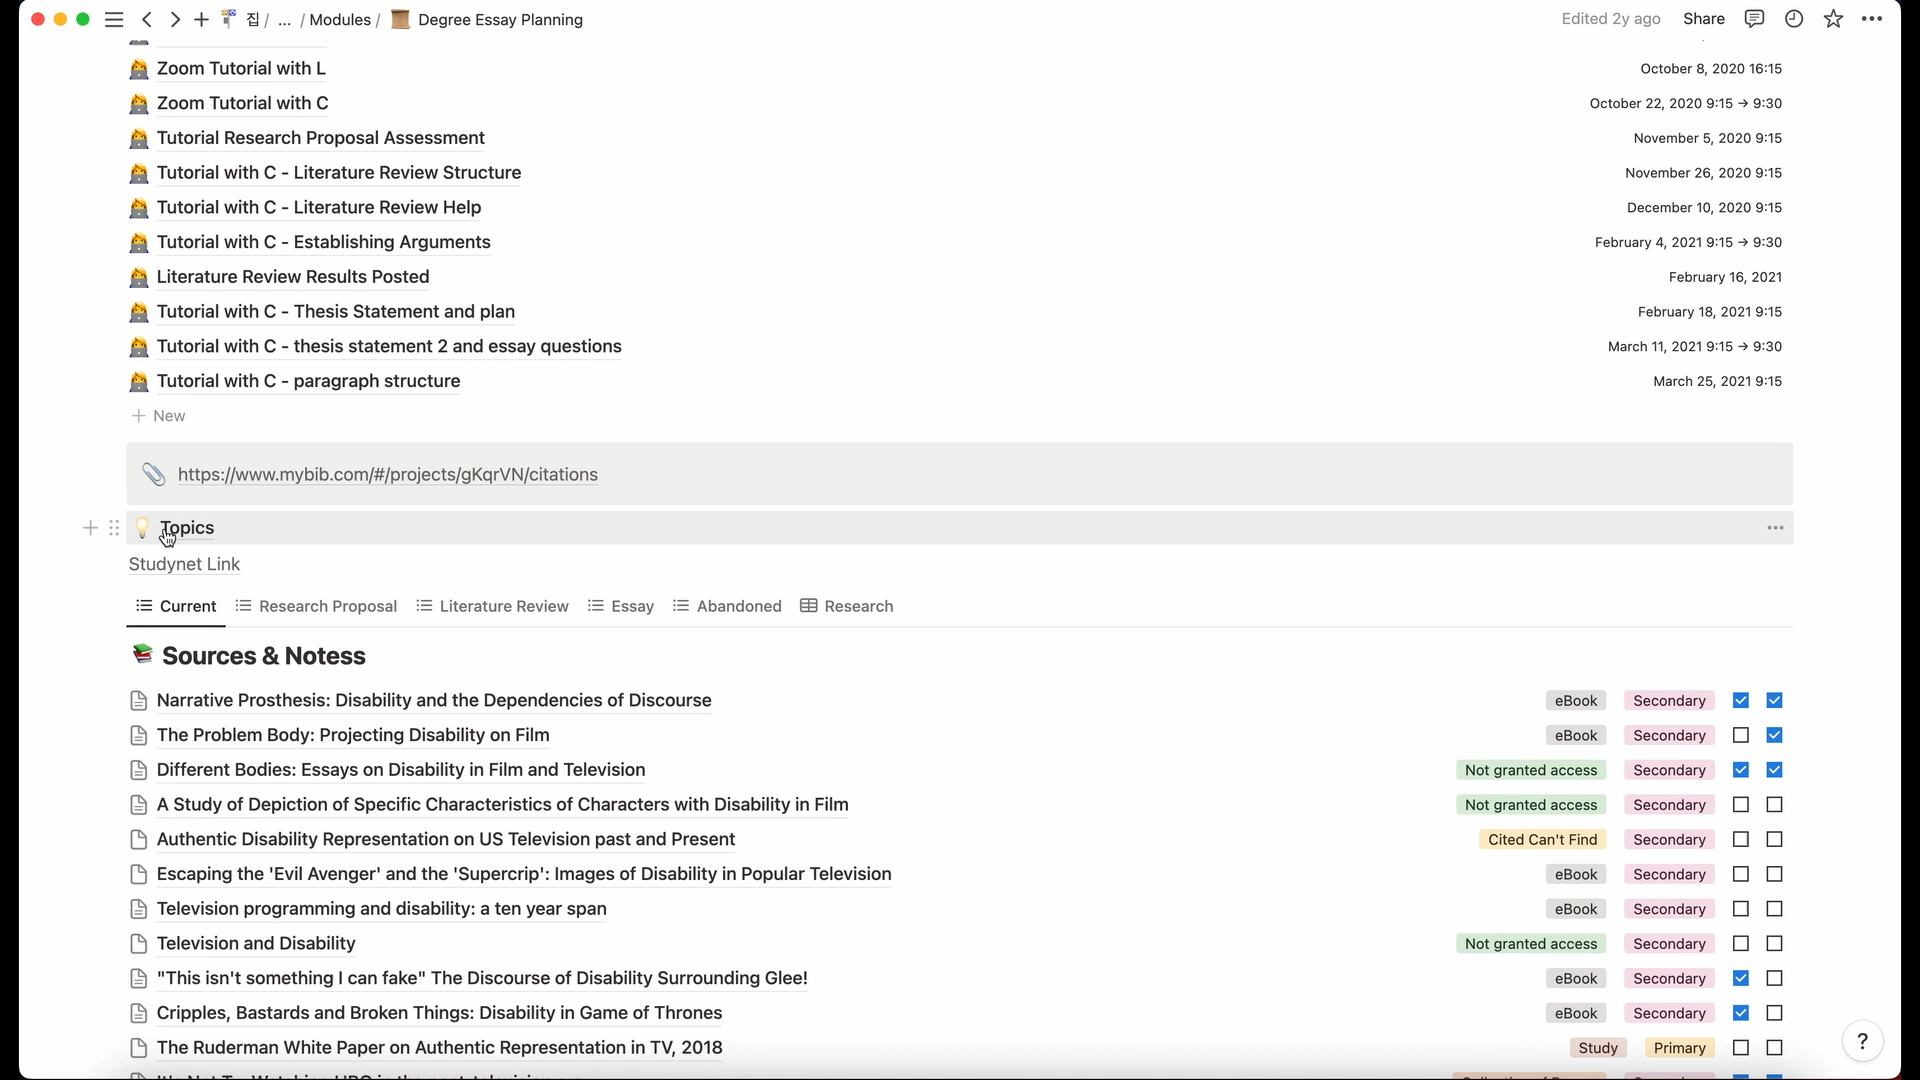 집 / ... / Modules / Degree Essay Planning
Edited 2y ago Share
Zoom Tutorial with L October 8, 2020 16:15
Zoom Tutorial with C October 22, 2020 9:15 → 9:30
Tutorial Research Proposal Assessment November 5, 2020 9:15
Tutorial with C - Literature Review Structure November 26, 2020 9:15
Tutorial with C - Literature Review Help December 10, 2020 9:15
Tutorial with C - Establishing Arguments February 4, 2021 9:15 → 9:30
Literature Review Results Posted February 16, 2021
Tutorial with C - Thesis Statement and plan February 18, 2021 9:15
Tutorial with C - thesis statement 2 and essay questions March 11, 2021 9:15 → 9:30
Tutorial with C - paragraph structure March 25, 2021 9:15
+ New
https://www.mybib.com/#/projects/gKqrVN/citations
Topics
Studynet Link
Current Research Proposal Literature Review Essay Abandoned Research
Sources & Notess
Narrative Prosthesis: Disability and the Dependencies of Discourse eBook Secondary
The Problem Body: Projecting Disability on Film eBook Secondary
Different Bodies: Essays on Disability in Film and Television Not granted access Secondary
A Study of Depiction of Specific Characteristics of Characters with Disability in Film Not granted access Secondary
Authentic Disability Representation on US Television past and Present Cited Can't Find Secondary
Escaping the 'Evil Avenger' and the 'Supercrip': Images of Disability in Popular Television eBook Secondary
Television programming and disability: a ten year span eBook Secondary
Television and Disability Not granted access Secondary
"This isn't something I can fake" The Discourse of Disability Surrounding Glee! eBook Secondary
Cripples, Bastards and Broken Things: Disability in Game of Thrones eBook Secondary
The Ruderman White Paper on Authentic Representation in TV, 2018 Study Primary
?